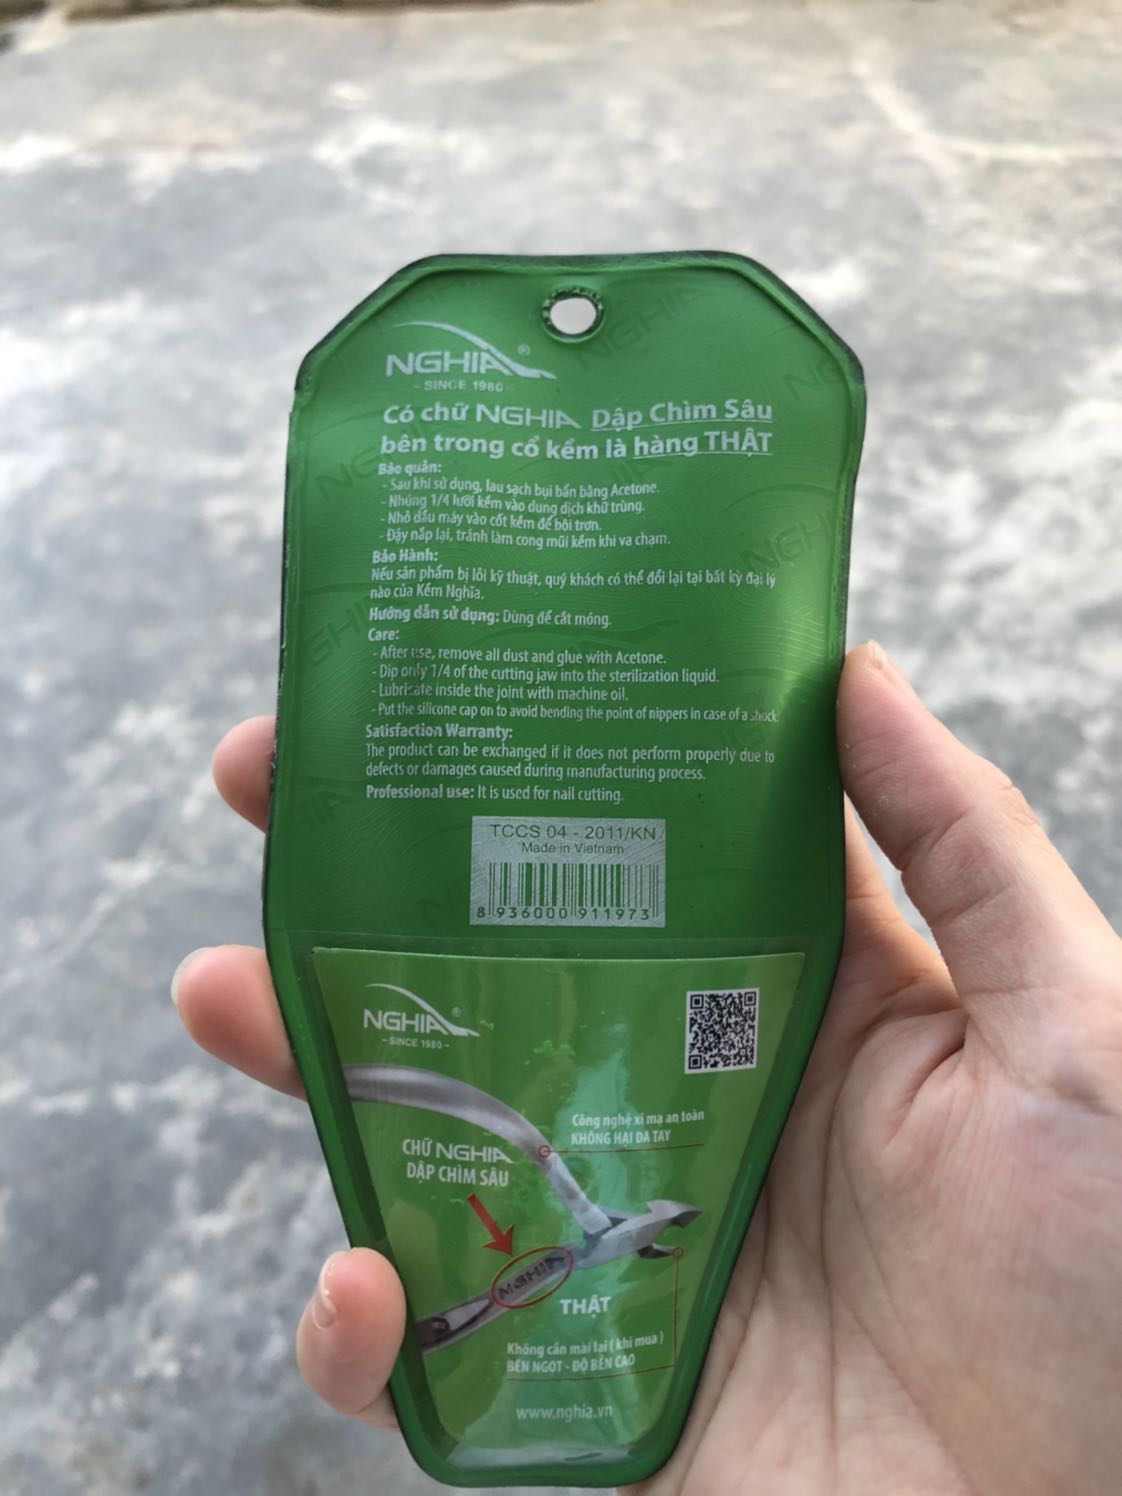 NGHIA®
- SINCE 1980 -
Có chữ NGHIA Dập Chìm Sâu
bên trong cổ kềm là hàng THẬT
Bảo quản:
- Sau khi sử dụng, lau sạch bụi bẩn bằng Acetone.
- Nhúng 1/4 lưỡi kềm vào dung dịch khử trùng.
- Nhỏ dầu máy vào cốt kềm để bôi trơn.
- Đậy nắp lại, tránh làm cong mũi kềm khi va chạm.
Bảo Hành:
Nếu sản phẩm bị lỗi kỹ thuật, quý khách có thể đổi lại tại bất kỳ đại lý
nào của Kềm Nghĩa.
Hướng dẫn sử dụng: Dùng để cắt móng.
Care:
- After use, remove all dust and glue with Acetone.
- Dip only 1/4 of the cutting jaw into the sterilization liquid.
- Lubricate inside the joint with machine oil.
- Put the silicone cap on to avoid bending the point of nippers in case of a shock.
Satisfaction Warranty:
The product can be exchanged if it does not perform properly due to
defects or damages caused during manufacturing process.
Professional use: It is used for nail cutting.
TCCS 04 - 2011/KN
Made in Vietnam
8 936000 911973
NGHIA®
- SINCE 1980 -
Công nghệ xi mạ an toàn
KHÔNG HẠI DA TAY
CHỮ NGHIA
DẬP CHÌM SÂU
NGHIA
THẬT
Không cần mài lại ( khi mua )
BÉN NGỌT - ĐỘ BỀN CAO
www.nghia.vn